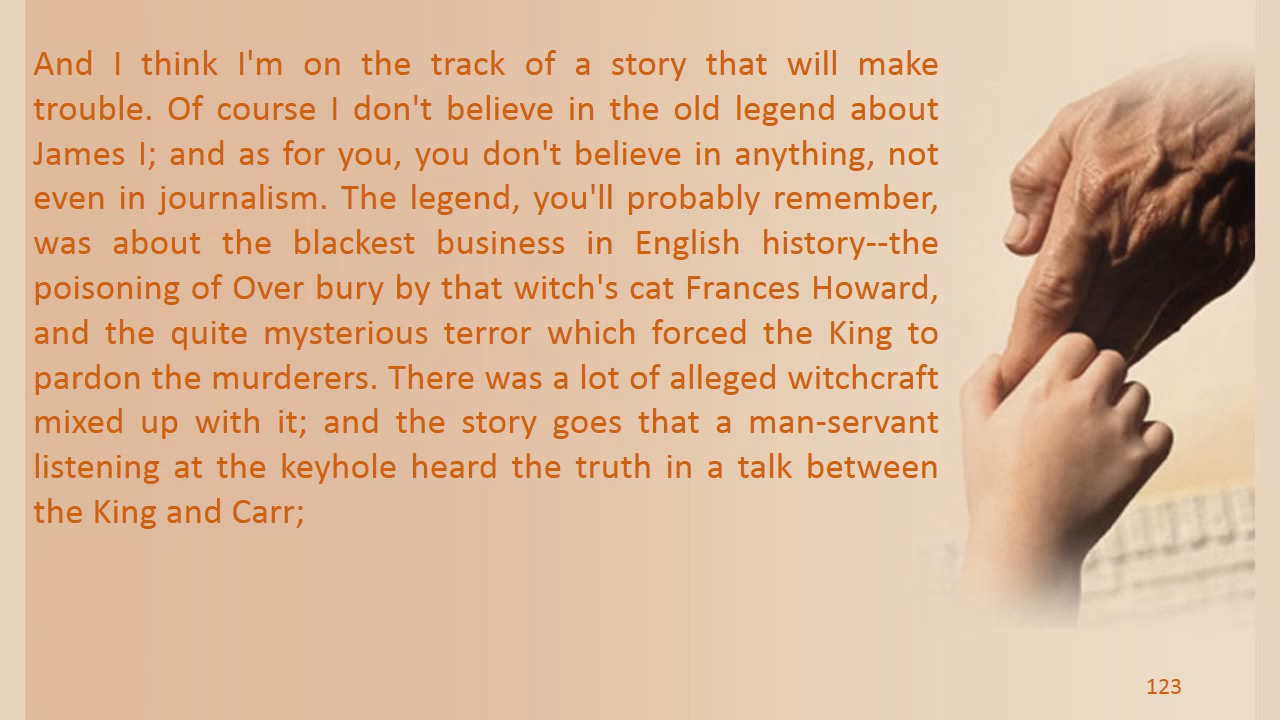 And I think I'm on the track of a story that will make
trouble. Of course I don't believe in the old legend about
James I; and as for you, you don't believe in anything, not
even in journalism. The legend, you'll probably remember,
was about the blackest business in English history--the
poisoning of Over bury by that witch's cat Frances Howard,
and the quite mysterious terror which forced the King to
pardon the murderers. There was a lot of alleged witchcraft
mixed up with it; and the story goes that a man-servant
listening at the keyhole heard the truth in a talk between
the King and Carr;
123